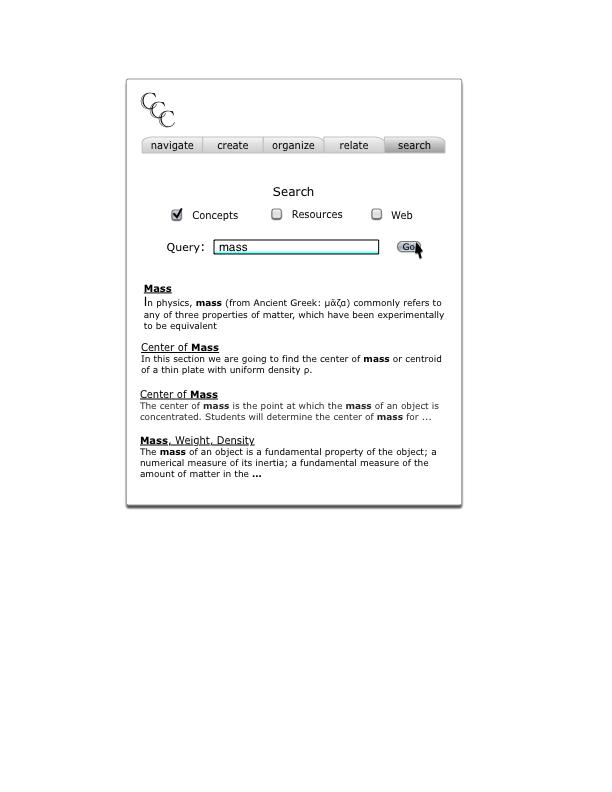 CCC
navigate create organize relate search
Search
Concepts Resources Web
Query: mass Go
Mass
In physics, mass (from Ancient Greek: μᾶζα) commonly refers to
any of three properties of matter, which have been experimentally
to be equivalent
Center of Mass
In this section we are going to find the center of mass or centroid
of a thin plate with uniform density ρ.
Center of Mass
The center of mass is the point at which the mass of an object is
concentrated. Students will determine the center of mass for ...
Mass, Weight, Density
The mass of an object is a fundamental property of the object; a
numerical measure of its inertia; a fundamental measure of the
amount of matter in the ...